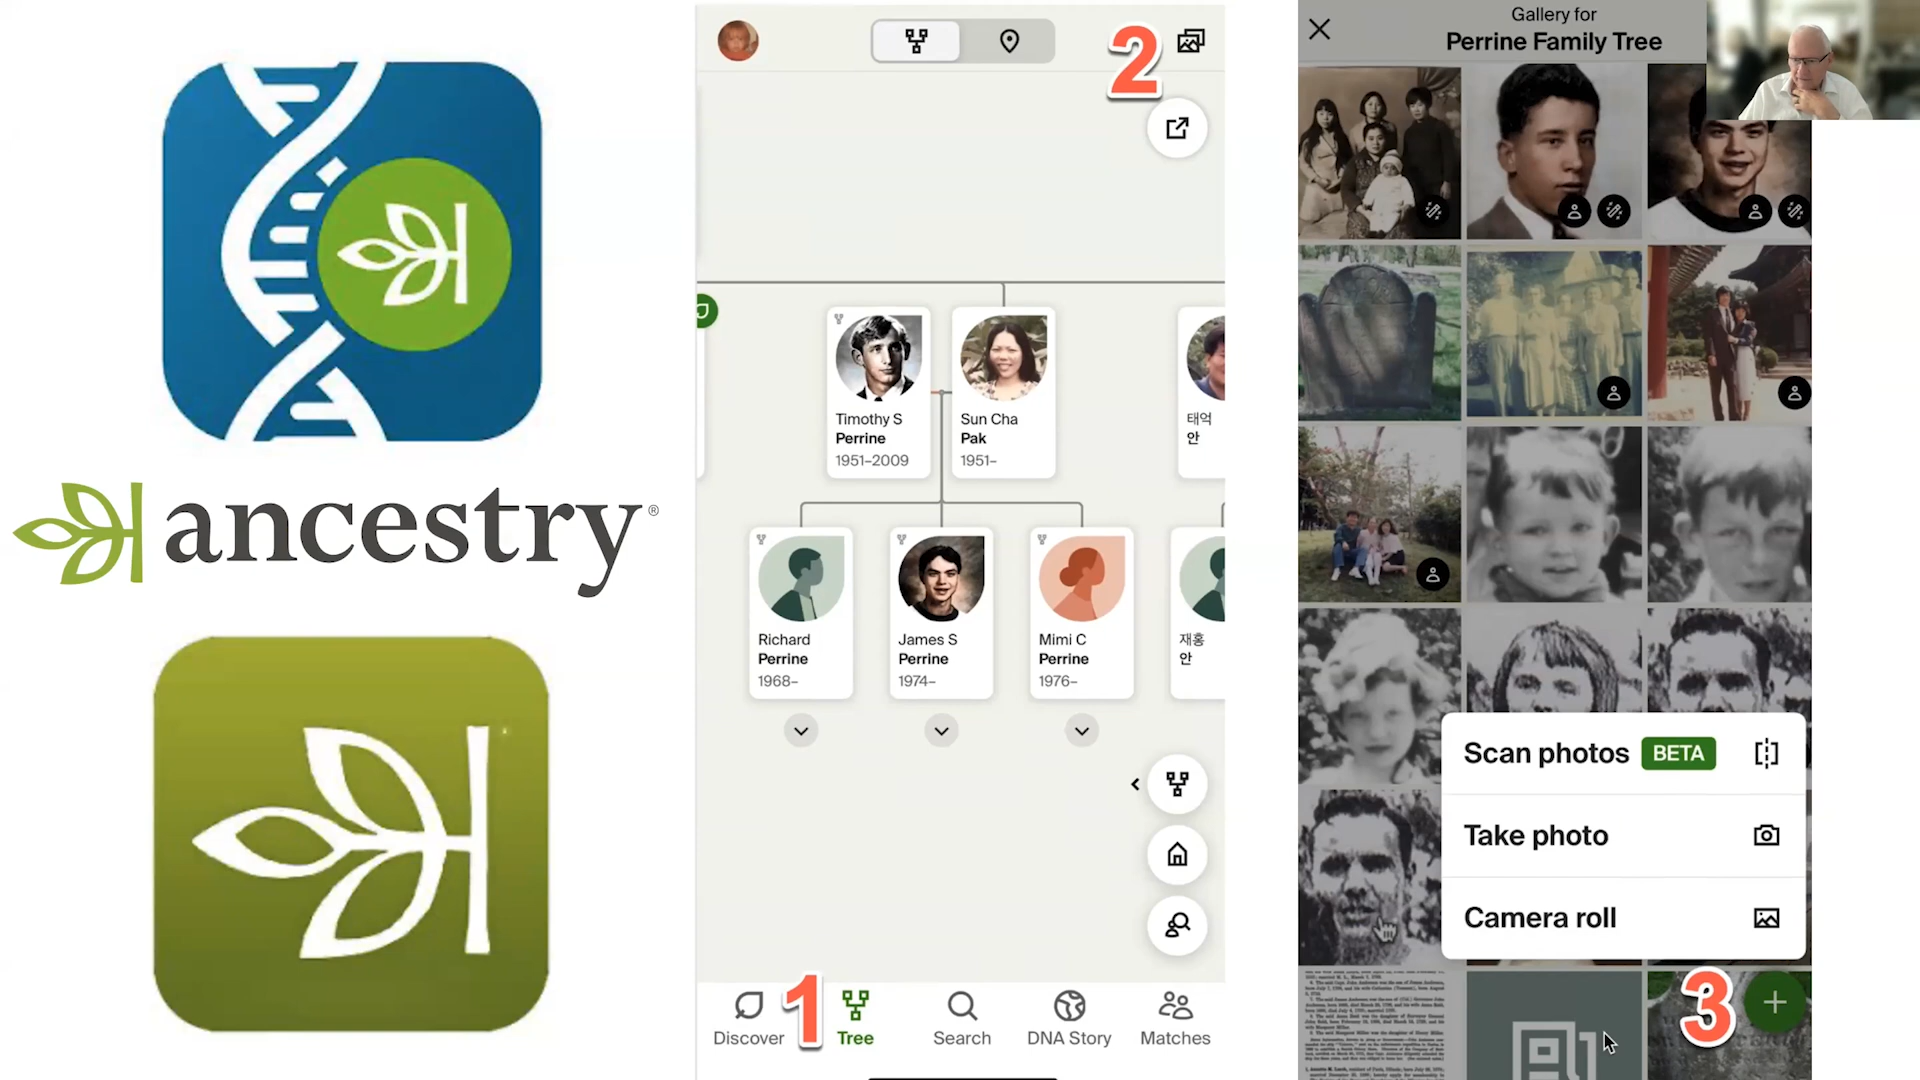 ancestry®
2
Timothy S
Perrine
1951–2009
Sun Cha
Pak
1951–
태억
안
Richard
Perrine
1968–
James S
Perrine
1974–
Mimi C
Perrine
1976–
재홍
안
1
Discover
Tree
Search
DNA Story
Matches
Gallery for
Perrine Family Tree
Scan photos BETA
Take photo
Camera roll
3